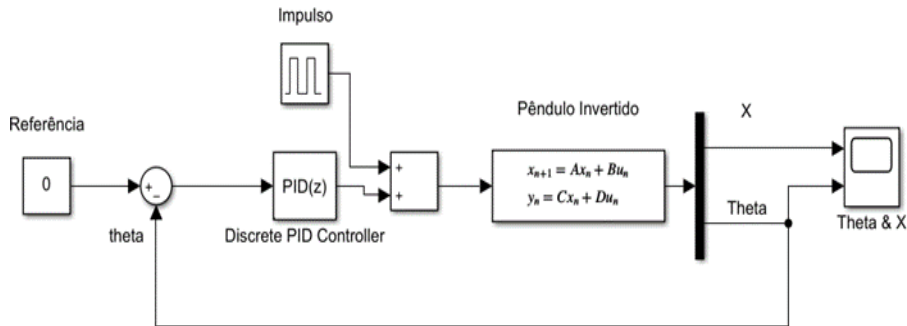 Impulso
Pêndulo Invertido
X
Referência
+
+
0
+
−
PID(z)
xₙ₊₁ = Axₙ + Buₙ
yₙ = Cxₙ + Duₙ
Theta
theta
Discrete PID Controller
Theta & X